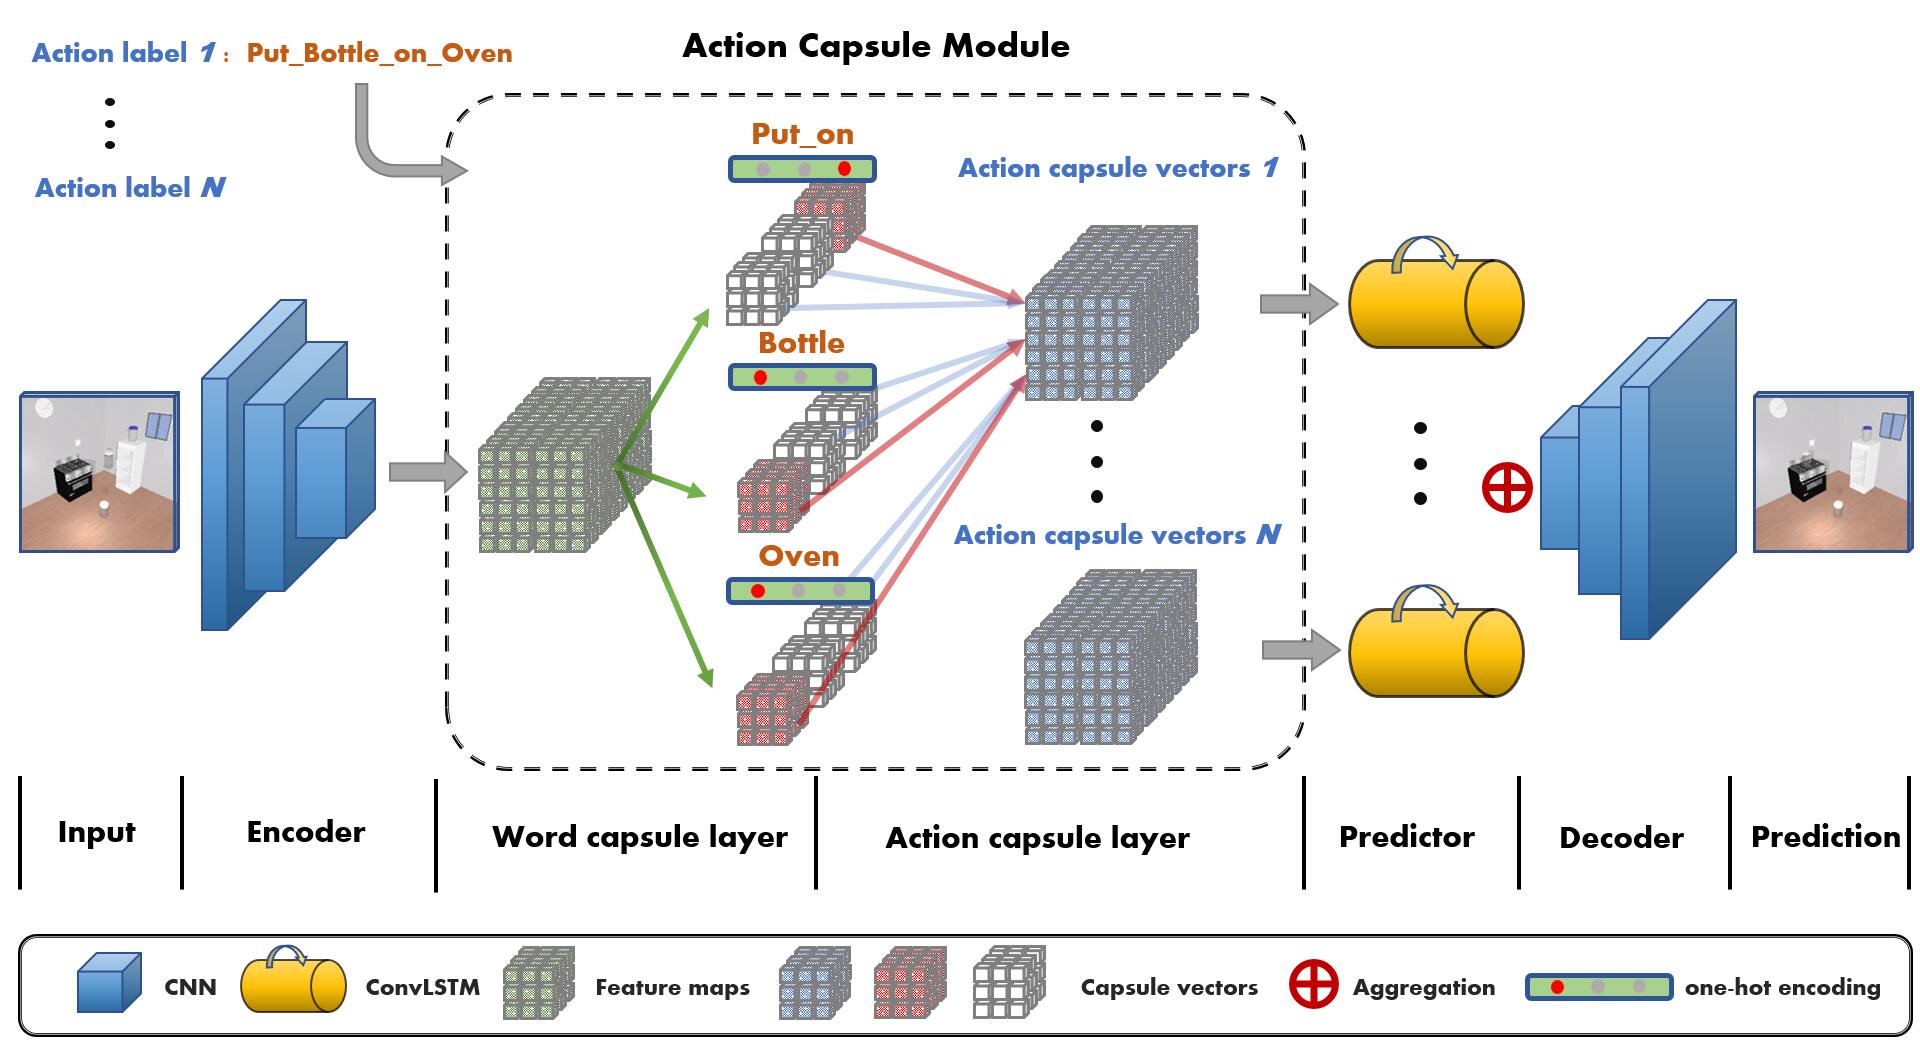 Action label 1 : Put_Bottle_on_Oven
Action label N
Action Capsule Module
Put_on
Bottle
Oven
Action capsule vectors 1
Action capsule vectors N
Input
Encoder
Word capsule layer
Action capsule layer
Predictor
Decoder
Prediction
CNN
ConvLSTM
Feature maps
Capsule vectors
Aggregation
one-hot encoding